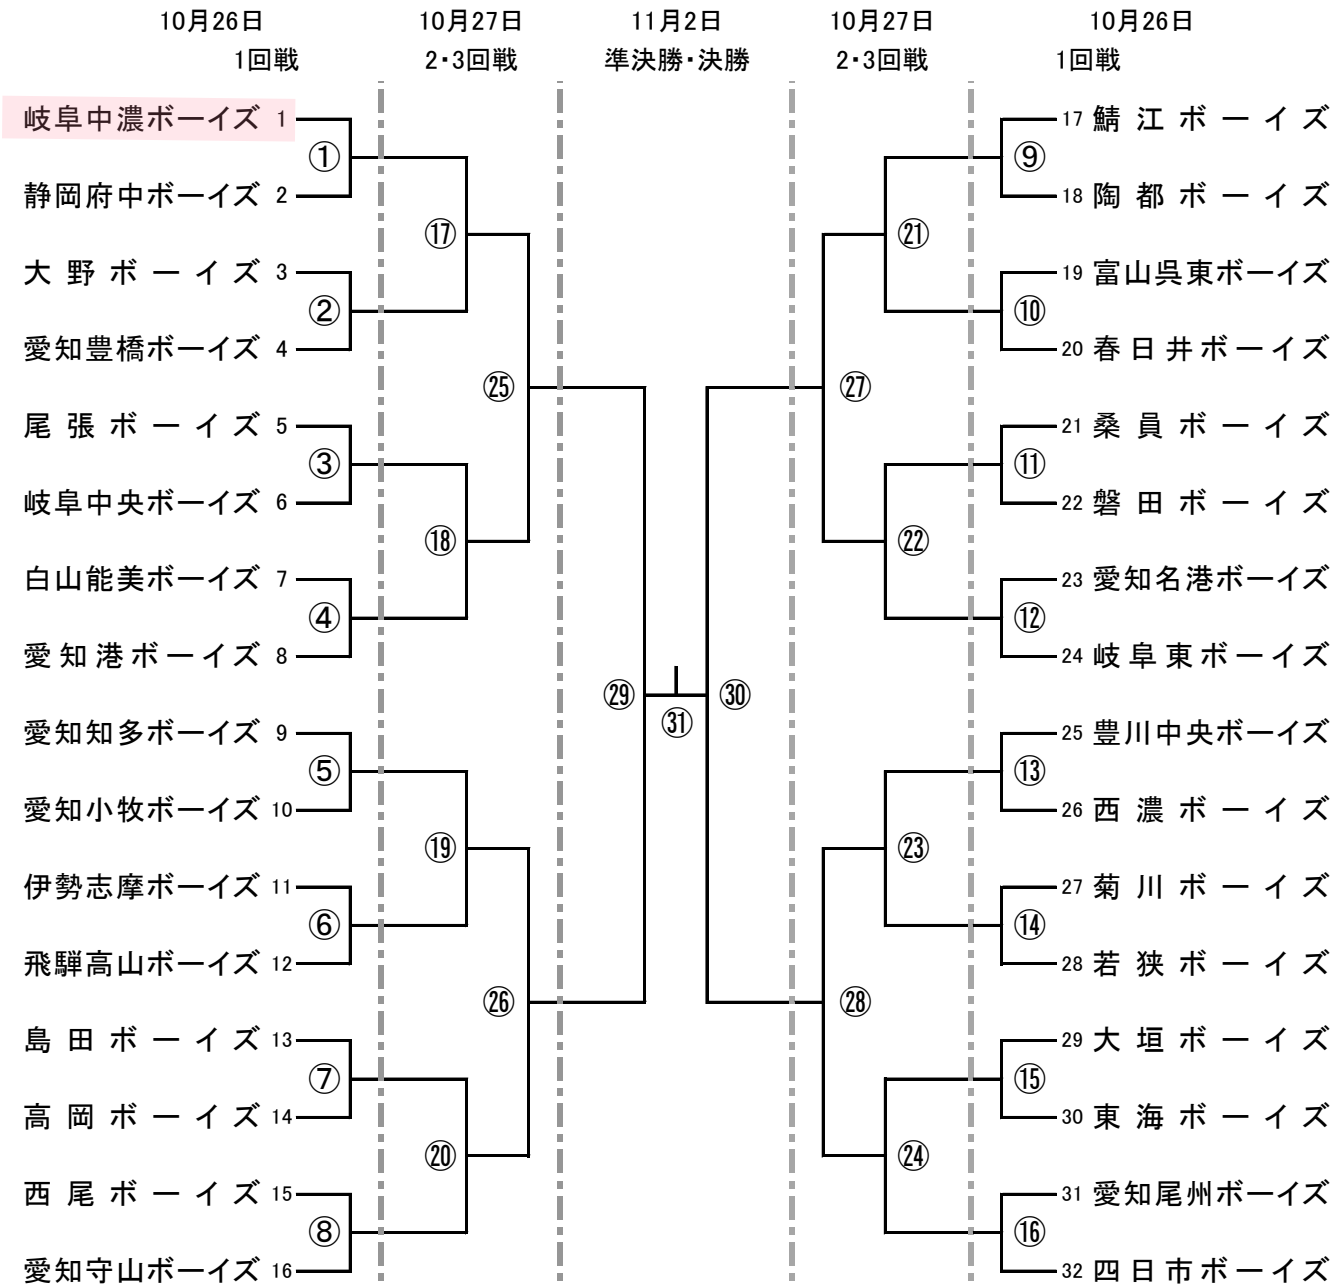 10月26日 10月27日 11月2日 10月27日 10月26日
1回戦 2・3回戦 準決勝・決勝 2・3回戦 1回戦
岐阜中濃ボーイズ 1
①
静岡府中ボーイズ 2
⑰
大野ボーイズ 3
②
愛知豊橋ボーイズ 4
㉕
尾張ボーイズ 5
③
岐阜中央ボーイズ 6
⑱
白山能美ボーイズ 7
④
愛知港ボーイズ 8
㉙
愛知知多ボーイズ 9
⑤
愛知小牧ボーイズ 10
⑲
伊勢志摩ボーイズ 11
⑥
飛騨高山ボーイズ 12
㉖
島田ボーイズ 13
⑦
高岡ボーイズ 14
⑳
西尾ボーイズ 15
⑧
愛知守山ボーイズ 16
㉛
17 鯖江ボーイズ
⑨
18 陶都ボーイズ
㉑
19 富山呉東ボーイズ
⑩
20 春日井ボーイズ
㉗
21 桑員ボーイズ
⑪
22 磐田ボーイズ
㉒
23 愛知名港ボーイズ
⑫
24 岐阜東ボーイズ
㉚
25 豊川中央ボーイズ
⑬
26 西濃ボーイズ
㉓
27 菊川ボーイズ
⑭
28 若狭ボーイズ
㉘
29 大垣ボーイズ
⑮
30 東海ボーイズ
㉔
31 愛知尾州ボーイズ
⑯
32 四日市ボーイズ